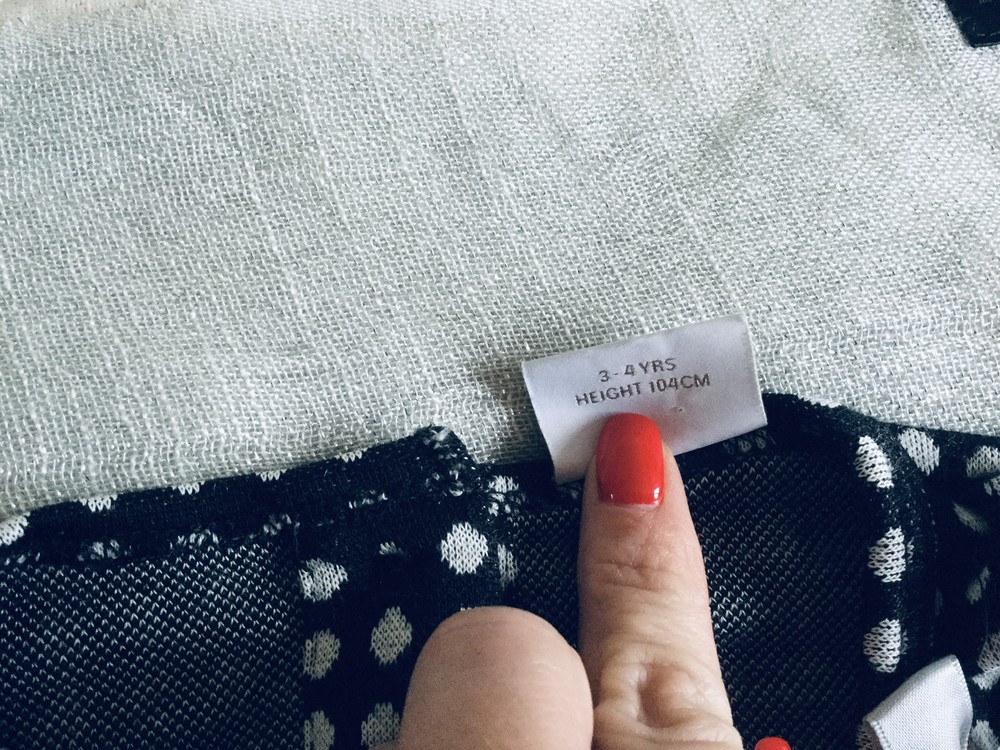 3-4 YRS
HEIGHT 104CM